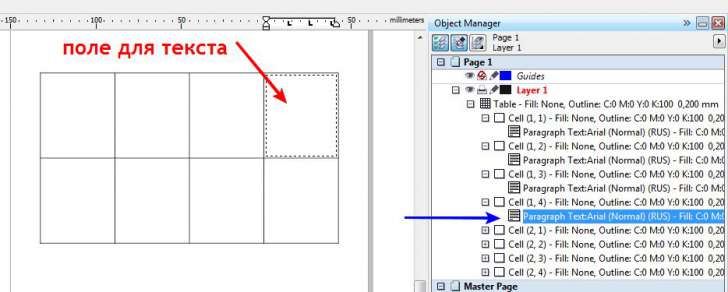 150
100
50
0
50
millimeters
поле для текста
Object Manager
Page 1
Layer 1
Page 1
Guides
Layer 1
Table - Fill: None, Outline: C:0 M:0 Y:0 K:100 0,200 mm
Cell (1, 1) - Fill: None, Outline: C:0 M:0 Y:0 K:100 0,20
Paragraph Text:Arial (Normal) (RUS) - Fill: C:0 M:0
Cell (1, 2) - Fill: None, Outline: C:0 M:0 Y:0 K:100 0,20
Paragraph Text:Arial (Normal) (RUS) - Fill: C:0 M:0
Cell (1, 3) - Fill: None, Outline: C:0 M:0 Y:0 K:100 0,20
Paragraph Text:Arial (Normal) (RUS) - Fill: C:0 M:0
Cell (1, 4) - Fill: None, Outline: C:0 M:0 Y:0 K:100 0,20
Paragraph Text:Arial (Normal) (RUS) - Fill: C:0 M:
Cell (2, 1) - Fill: None, Outline: C:0 M:0 Y:0 K:100 0,20
Cell (2, 2) - Fill: None, Outline: C:0 M:0 Y:0 K:100 0,20
Cell (2, 3) - Fill: None, Outline: C:0 M:0 Y:0 K:100 0,20
Cell (2, 4) - Fill: None, Outline: C:0 M:0 Y:0 K:100 0,20
Master Page